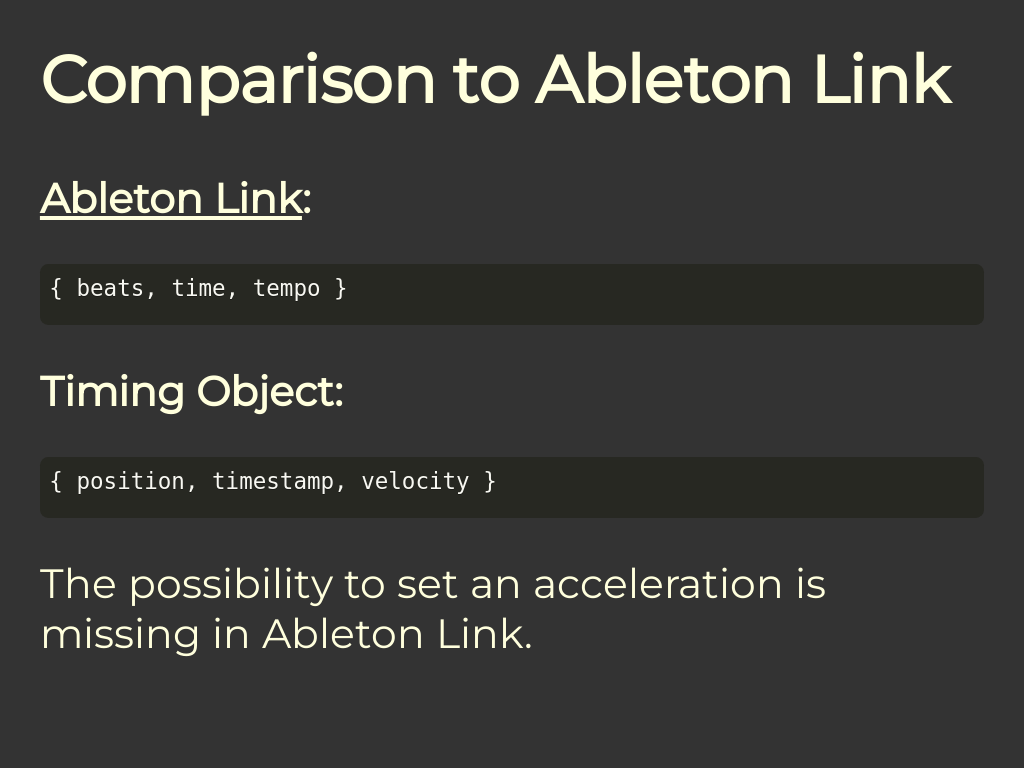 Comparison to Ableton Link
Ableton Link:
{ beats, time, tempo }
Timing Object:
{ position, timestamp, velocity }
The possibility to set an acceleration is
missing in Ableton Link.